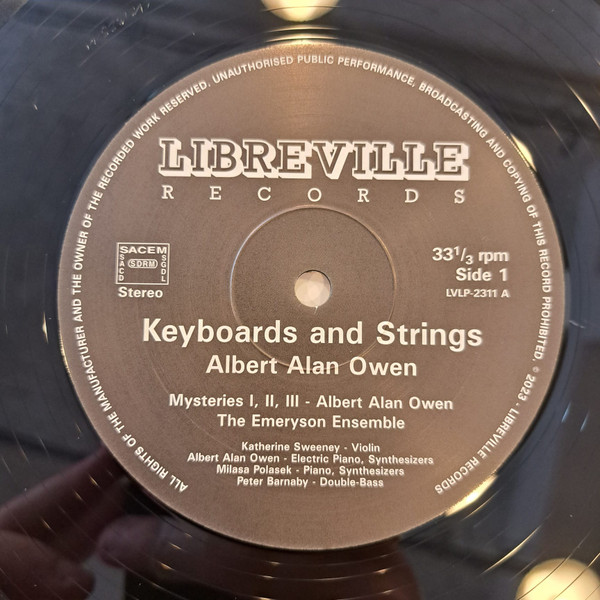 ALL RIGHTS OF THE MANUFACTURER AND THE OWNER OF THE RECORDED WORK RESERVED. UNAUTHORISED PUBLIC PERFORMANCE, BROADCASTING AND COPYING OF THIS RECORD PROHIBITED. ℗ 2023 - LIBREVILLE RECORDS
LIBREVILLE
RECORDS
SACEM
SACD
SDRM
SGDL
Stereo
33 1/3 rpm
Side 1
LVLP-2311 A
Keyboards and Strings
Albert Alan Owen
Mysteries I, II, III - Albert Alan Owen
The Emeryson Ensemble
Katherine Sweeney - Violin
Albert Alan Owen - Electric Piano, Synthesizers
Milasa Polasek - Piano, Synthesizers
Peter Barnaby - Double-Bass